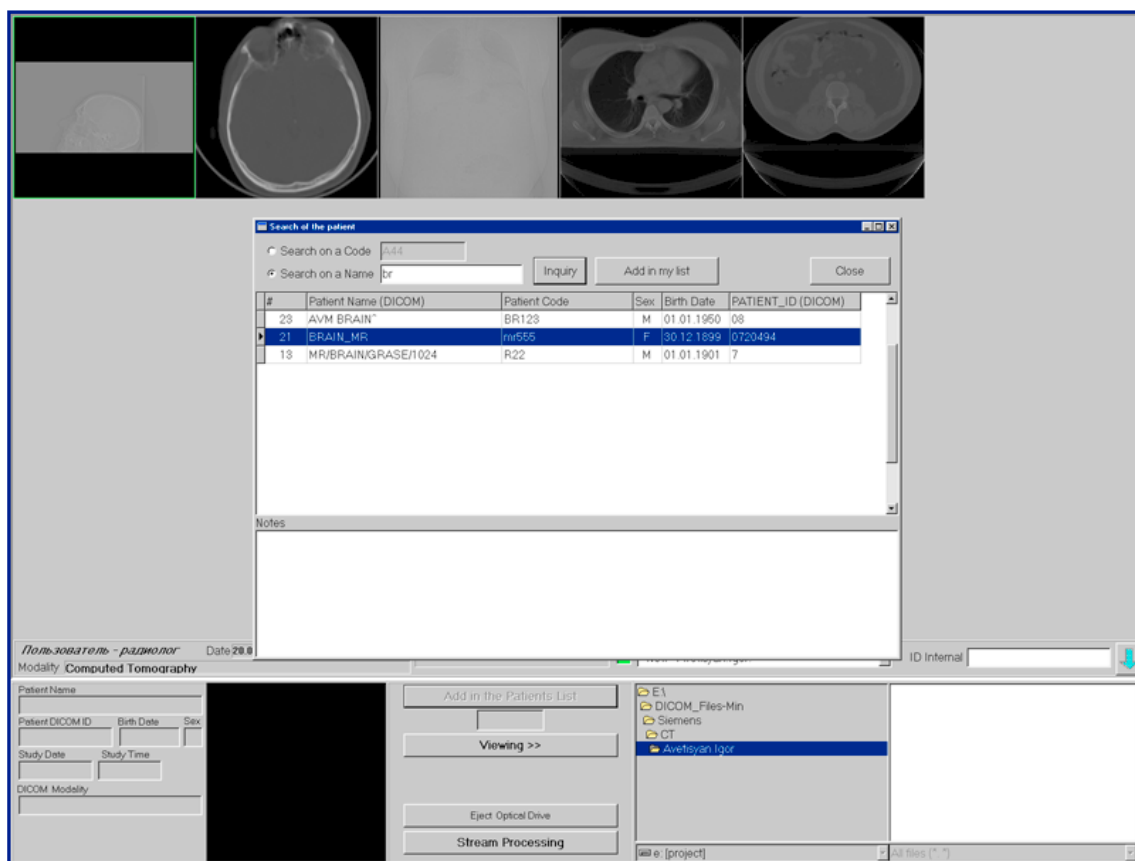 Search of the patient
Search on a Code A44
Search on a Name br Inquiry Add in my list Close
# Patient Name (DICOM) Patient Code Sex Birth Date PATIENT_ID (DICOM)
23 AVM BRAIN^ BR123 M 01.01.1950 08
21 BRAIN_MR mr555 F 30.12.1899 0720494
13 MR/BRAIN/GRASE/1024 R22 M 01.01.1901 7
Notes
Пользователь - радиолог Date 20.0
Modality Computed Tomography
ID Internal
Patient Name
Patient DICOM ID Birth Date Sex
Study Date Study Time
DICOM Modality
Add in the Patients List
Viewing >>
Eject Optical Drive
Stream Processing
E:\
DICOM_Files-Min
Siemens
CT
Avetisyan Igor
e: [project] All files (*.*)